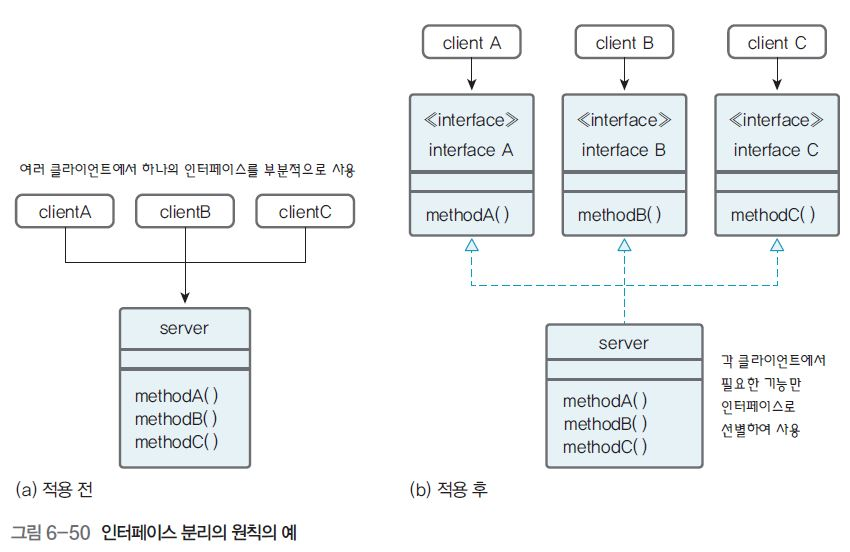 여러 클라이언트에서 하나의 인터페이스를 부분적으로 사용
clientA
clientB
clientC
server
methodA( )
methodB( )
methodC( )
(a) 적용 전
client A
client B
client C
≪interface≫
interface A
methodA( )
≪interface≫
interface B
methodB( )
≪interface≫
interface C
methodC( )
server
methodA( )
methodB( )
methodC( )
각 클라이언트에서
필요한 기능만
인터페이스로
선별하여 사용
(b) 적용 후
그림 6-50 인터페이스 분리의 원칙의 예